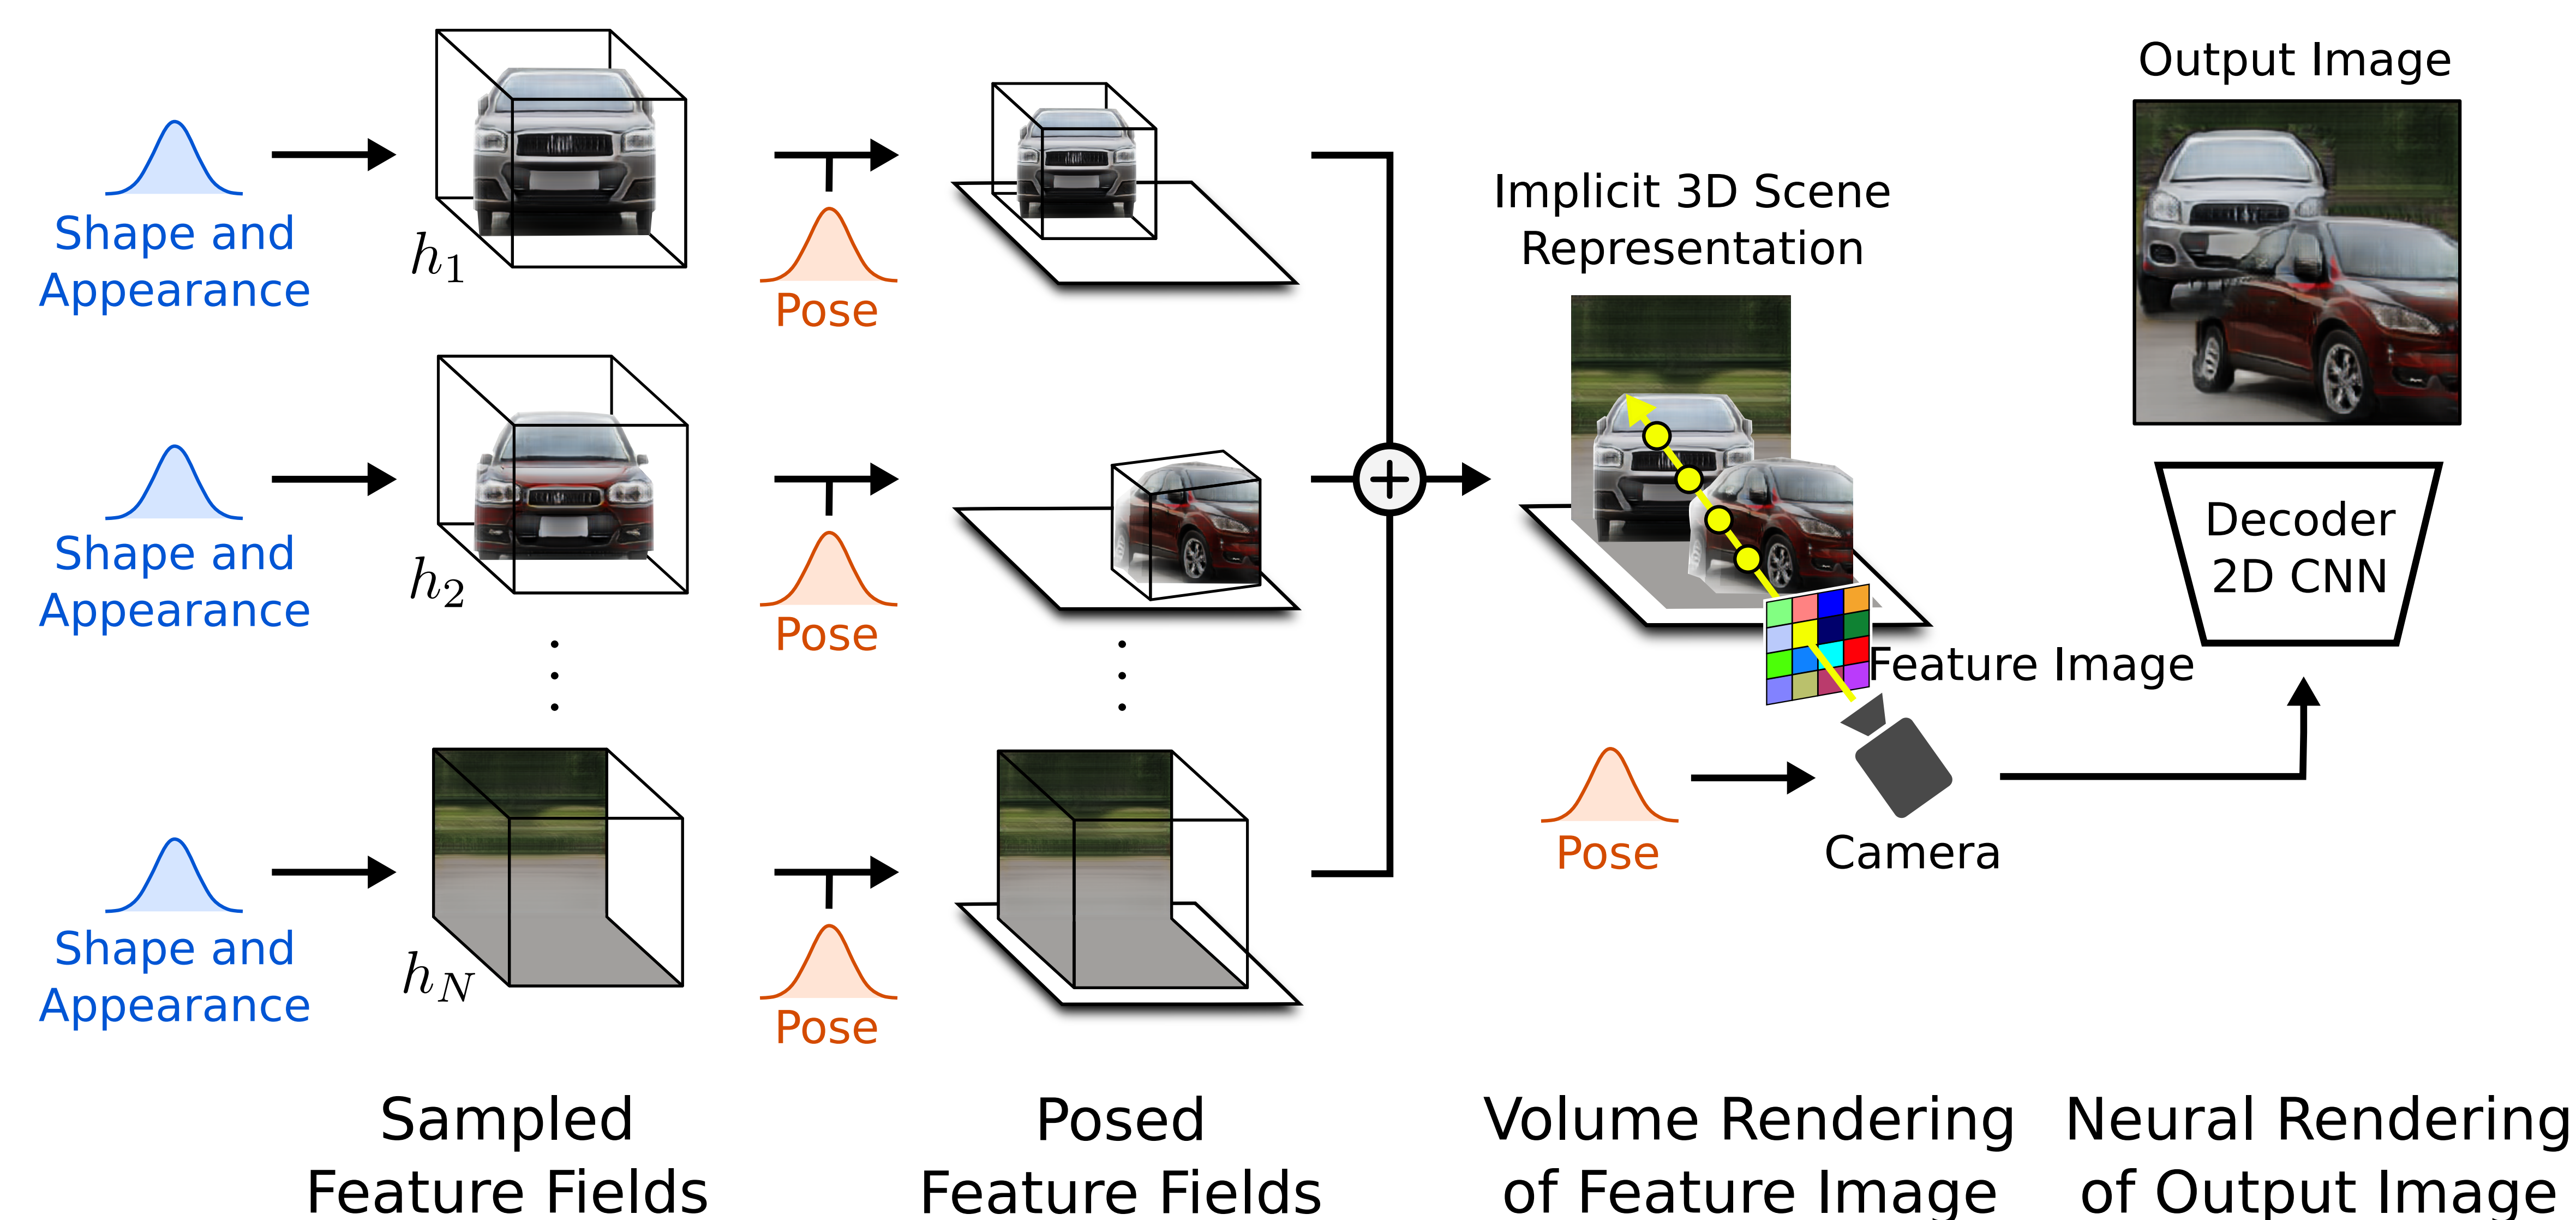 Shape and
Appearance
h1
Pose
Shape and
Appearance
h2
Pose
Shape and
Appearance
hN
Pose
Implicit 3D Scene
Representation
Feature Image
Pose
Camera
Output Image
Decoder
2D CNN
Sampled
Feature Fields
Posed
Feature Fields
Volume Rendering
of Feature Image
Neural Rendering
of Output Image